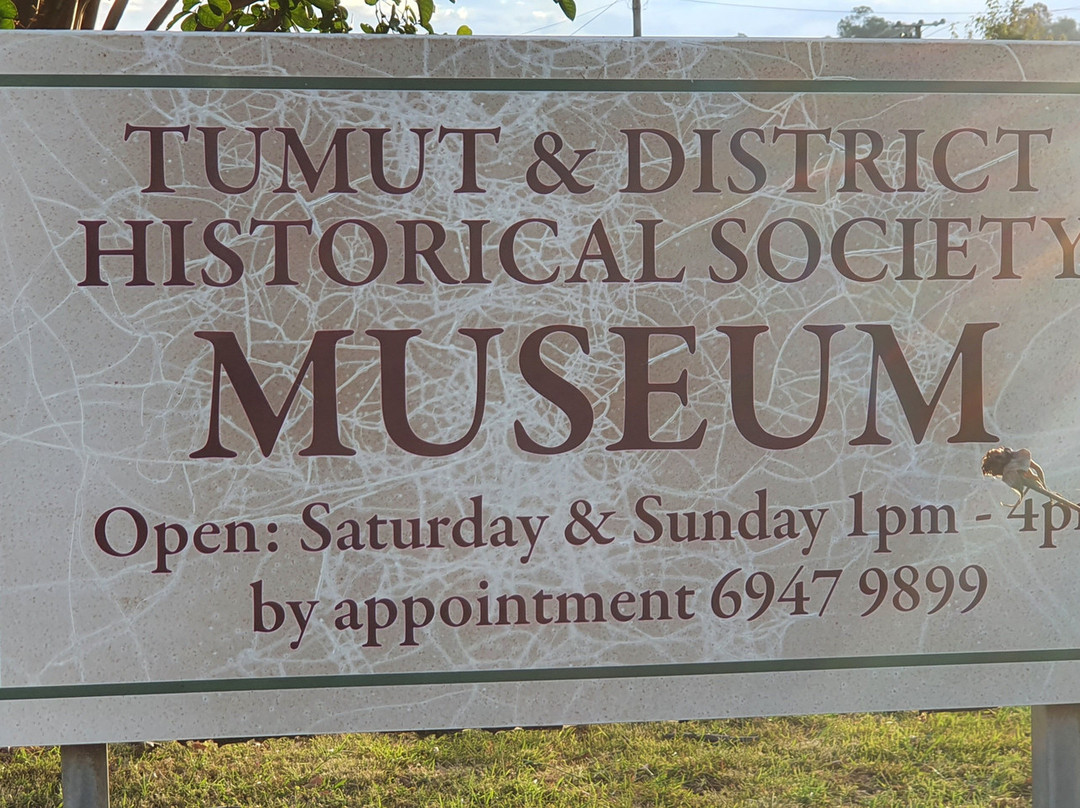 TUMUT & DISTRICT
HISTORICAL SOCIETY
MUSEUM
Open: Saturday & Sunday 1pm - 4p
by appointment 6947 9899